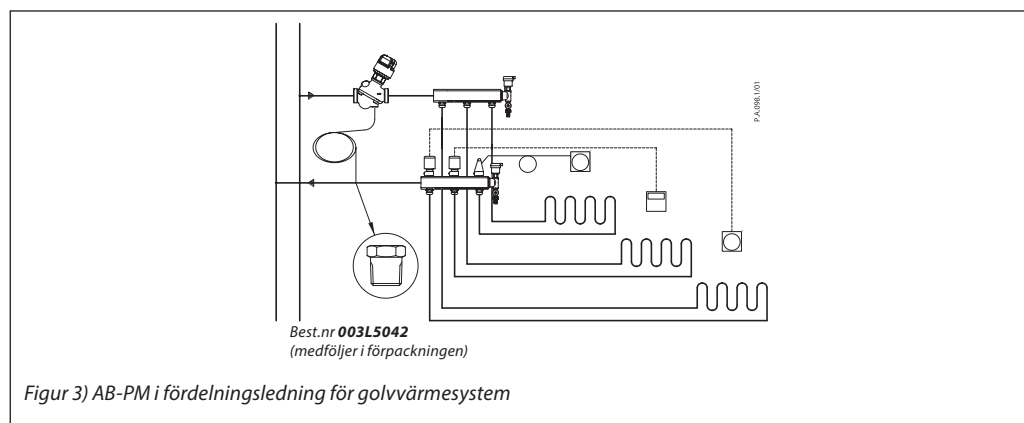 P.A.098.1/01
Best.nr 003L5042
(medföljer i förpackningen)
Figur 3) AB-PM i fördelningsledning för golvvärmesystem